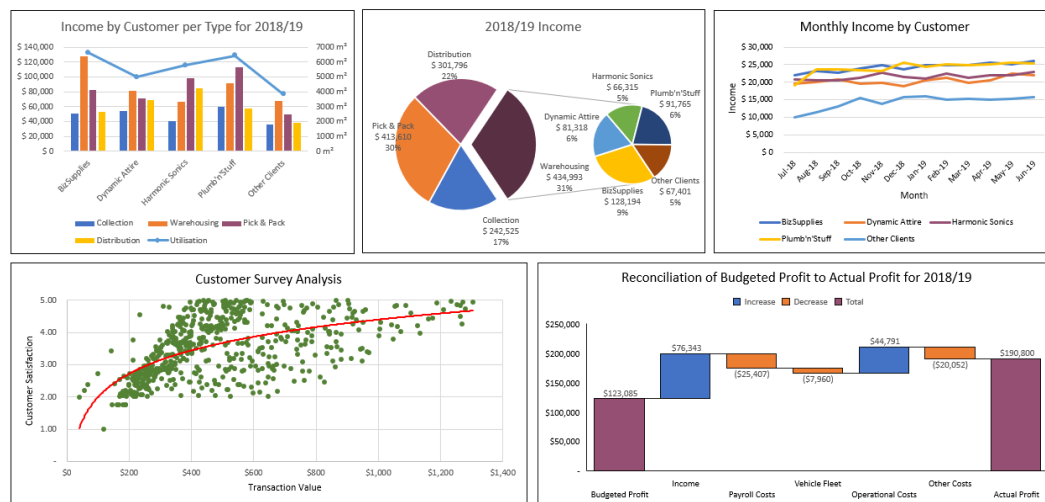 Income by Customer per Type for 2018/19
$ 140,000
$ 120,000
$ 100,000
$ 80,000
$ 60,000
$ 40,000
$ 20,000
$ 0
7000 m³
6000 m³
5000 m³
4000 m³
3000 m³
2000 m³
1000 m³
0 m³
BizSupplies
Dynamic Attire
Harmonic Sonics
Plumb'n'Stuff
Other Clients
Collection
Warehousing
Pick & Pack
Distribution
Utilisation
2018/19 Income
Distribution
$ 301,796
22%
Pick & Pack
$ 413,610
30%
Collection
$ 242,525
17%
Warehousing
$ 434,993
31%
Harmonic Sonics
$ 66,315
5%
Plumb'n'Stuff
$ 91,765
6%
Dynamic Attire
$ 81,318
6%
Other Clients
$ 67,401
5%
BizSupplies
$ 128,194
9%
Monthly Income by Customer
Income
$ 30,000
$ 25,000
$ 20,000
$ 15,000
$ 10,000
$ 5,000
$ 0
Jul-18
Aug-18
Sep-18
Oct-18
Nov-18
Dec-18
Jan-19
Feb-19
Mar-19
Apr-19
May-19
Jun-19
Month
BizSupplies
Dynamic Attire
Harmonic Sonics
Plumb'n'Stuff
Other Clients
Customer Survey Analysis
Customer Satisfaction
5.00
4.00
3.00
2.00
1.00
-
$0
$200
$400
$600
$800
$1,000
$1,200
$1,400
Transaction Value
Reconciliation of Budgeted Profit to Actual Profit for 2018/19
Increase
Decrease
Total
$250,000
$200,000
$150,000
$100,000
$50,000
-
$123,085
$76,343
($25,407)
($7,960)
$44,791
($20,052)
$190,800
Budgeted Profit
Income
Payroll Costs
Vehicle Fleet
Operational Costs
Other Costs
Actual Profit